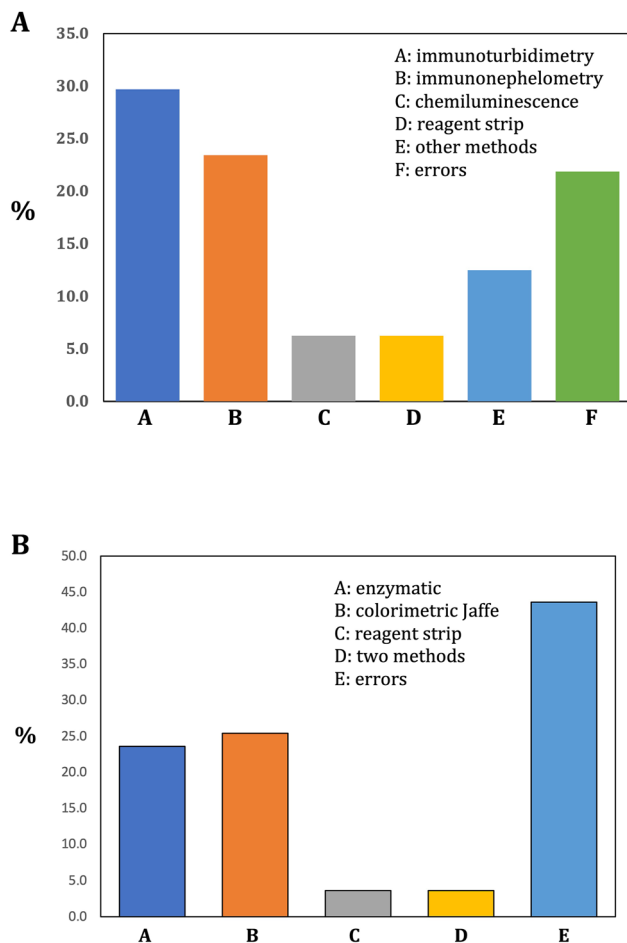 A
35.0
30.0
25.0
20.0
15.0
10.0
5.0
0.0
%
A: immunoturbidimetry
B: immunonephelometry
C: chemiluminescence
D: reagent strip
E: other methods
F: errors
A B C D E F
B
50.0
45.0
40.0
35.0
30.0
25.0
20.0
15.0
10.0
5.0
0.0
%
A: enzymatic
B: colorimetric Jaffe
C: reagent strip
D: two methods
E: errors
A B C D E